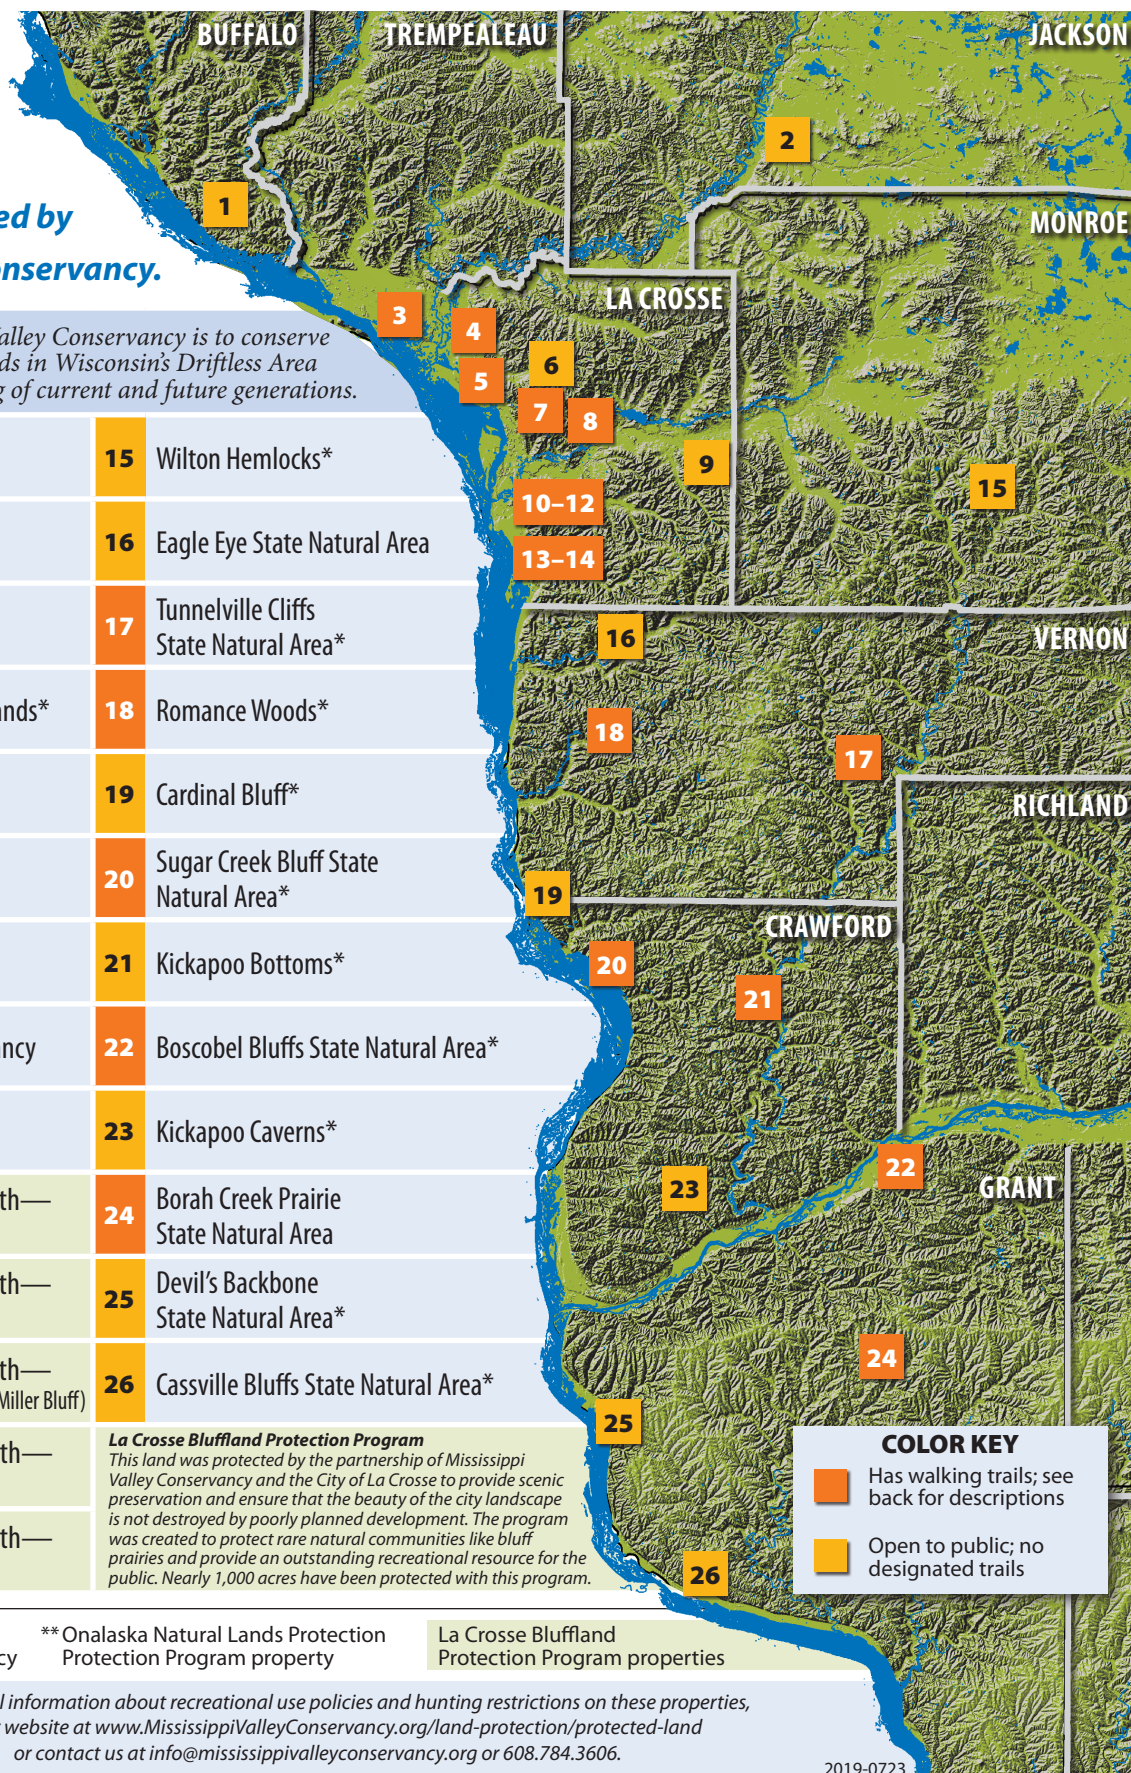 BUFFALO
TREMPEALEAU
JACKSON
2
1
MONROE
ed by
onservancy.
LA CROSSE
3
4
alley Conservancy is to conserve
ds in Wisconsin's Driftless Area
g of current and future generations.
6
5
7
8
9
15
10–12
13–14
15 Wilton Hemlocks*
16 Eagle Eye State Natural Area
17 Tunnelville Cliffs
State Natural Area*
ands*
18 Romance Woods*
19 Cardinal Bluff*
20 Sugar Creek Bluff State
Natural Area*
21 Kickapoo Bottoms*
ancy
22 Boscobel Bluffs State Natural Area*
23 Kickapoo Caverns*
th—
24 Borah Creek Prairie
State Natural Area
th—
25 Devil's Backbone
State Natural Area*
th—
Miller Bluff)
26 Cassville Bluffs State Natural Area*
th—
th—
La Crosse Bluffland Protection Program
This land was protected by the partnership of Mississippi
Valley Conservancy and the City of La Crosse to provide scenic
preservation and ensure that the beauty of the city landscape
is not destroyed by poorly planned development. The program
was created to protect rare natural communities like bluff
prairies and provide an outstanding recreational resource for the
public. Nearly 1,000 acres have been protected with this program.
16
VERNON
18
17
RICHLAND
19
CRAWFORD
20
21
22
23
GRANT
24
25
26
COLOR KEY
Has walking trails; see
back for descriptions
Open to public; no
designated trails
cy
**Onalaska Natural Lands Protection
Protection Program property
La Crosse Bluffland
Protection Program properties
l information about recreational use policies and hunting restrictions on these properties,
website at www.MississippiValleyConservancy.org/land-protection/protected-land
or contact us at info@mississippivalleyconservancy.org or 608.784.3606.
2019-0723